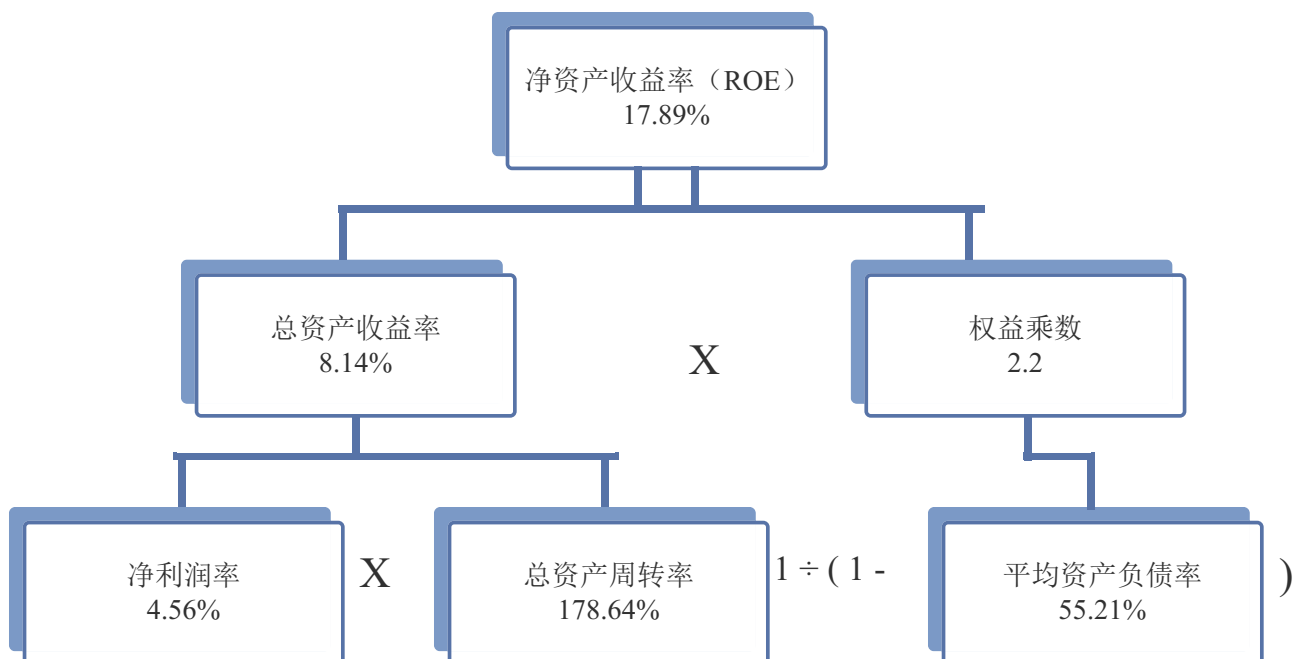 净资产收益率（ROE）
17.89%
总资产收益率
8.14%
X
权益乘数
2.2
净利润率
4.56%
X
总资产周转率
178.64%
1 ÷ ( 1 -
平均资产负债率
55.21%
)